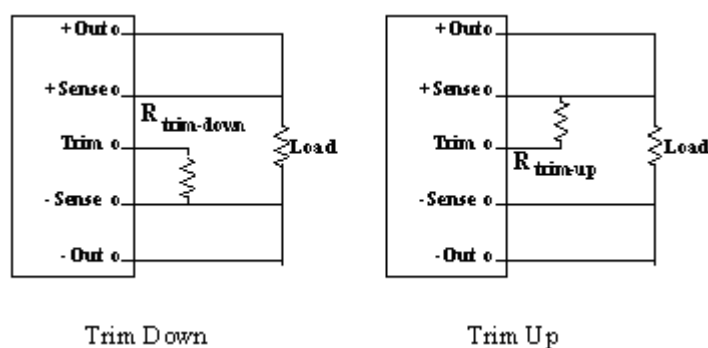 +Out
+Sense
R trim-down
Trim
Load
-Sense
-Out
Trim Down
+Out
+Sense
Trim
R trim-up
Load
-Sense
-Out
Trim Up